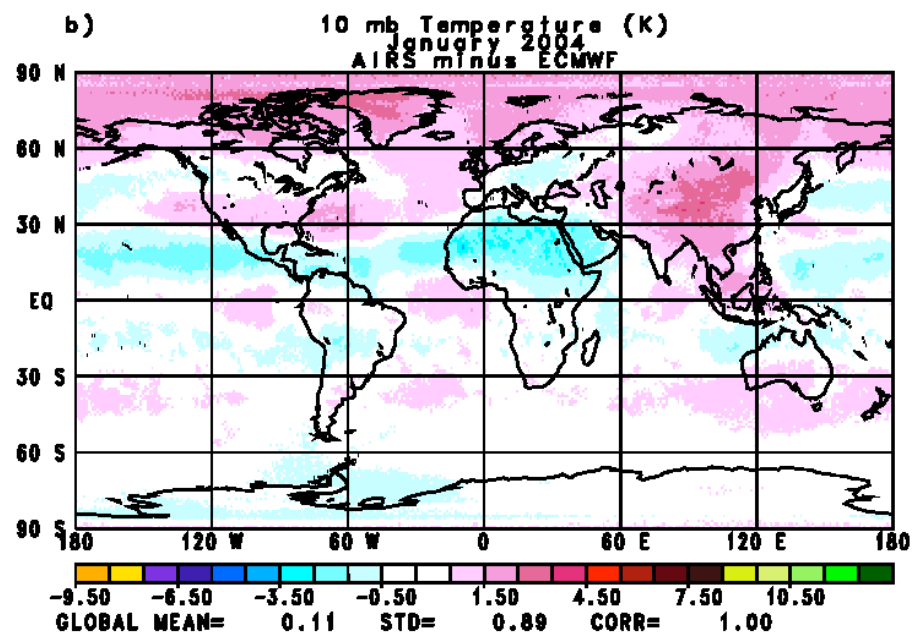 b) 10 mb Temperature (K)
January 2004
AIRS minus ECMWF
90 N
60 N
30 N
EQ
30 S
60 S
90 S
180 120 W 60 W 0 60 E 120 E 180
-9.50 -6.50 -3.50 -0.50 1.50 4.50 7.50 10.50
GLOBAL MEAN= 0.11 STD= 0.89 CORR= 1.00